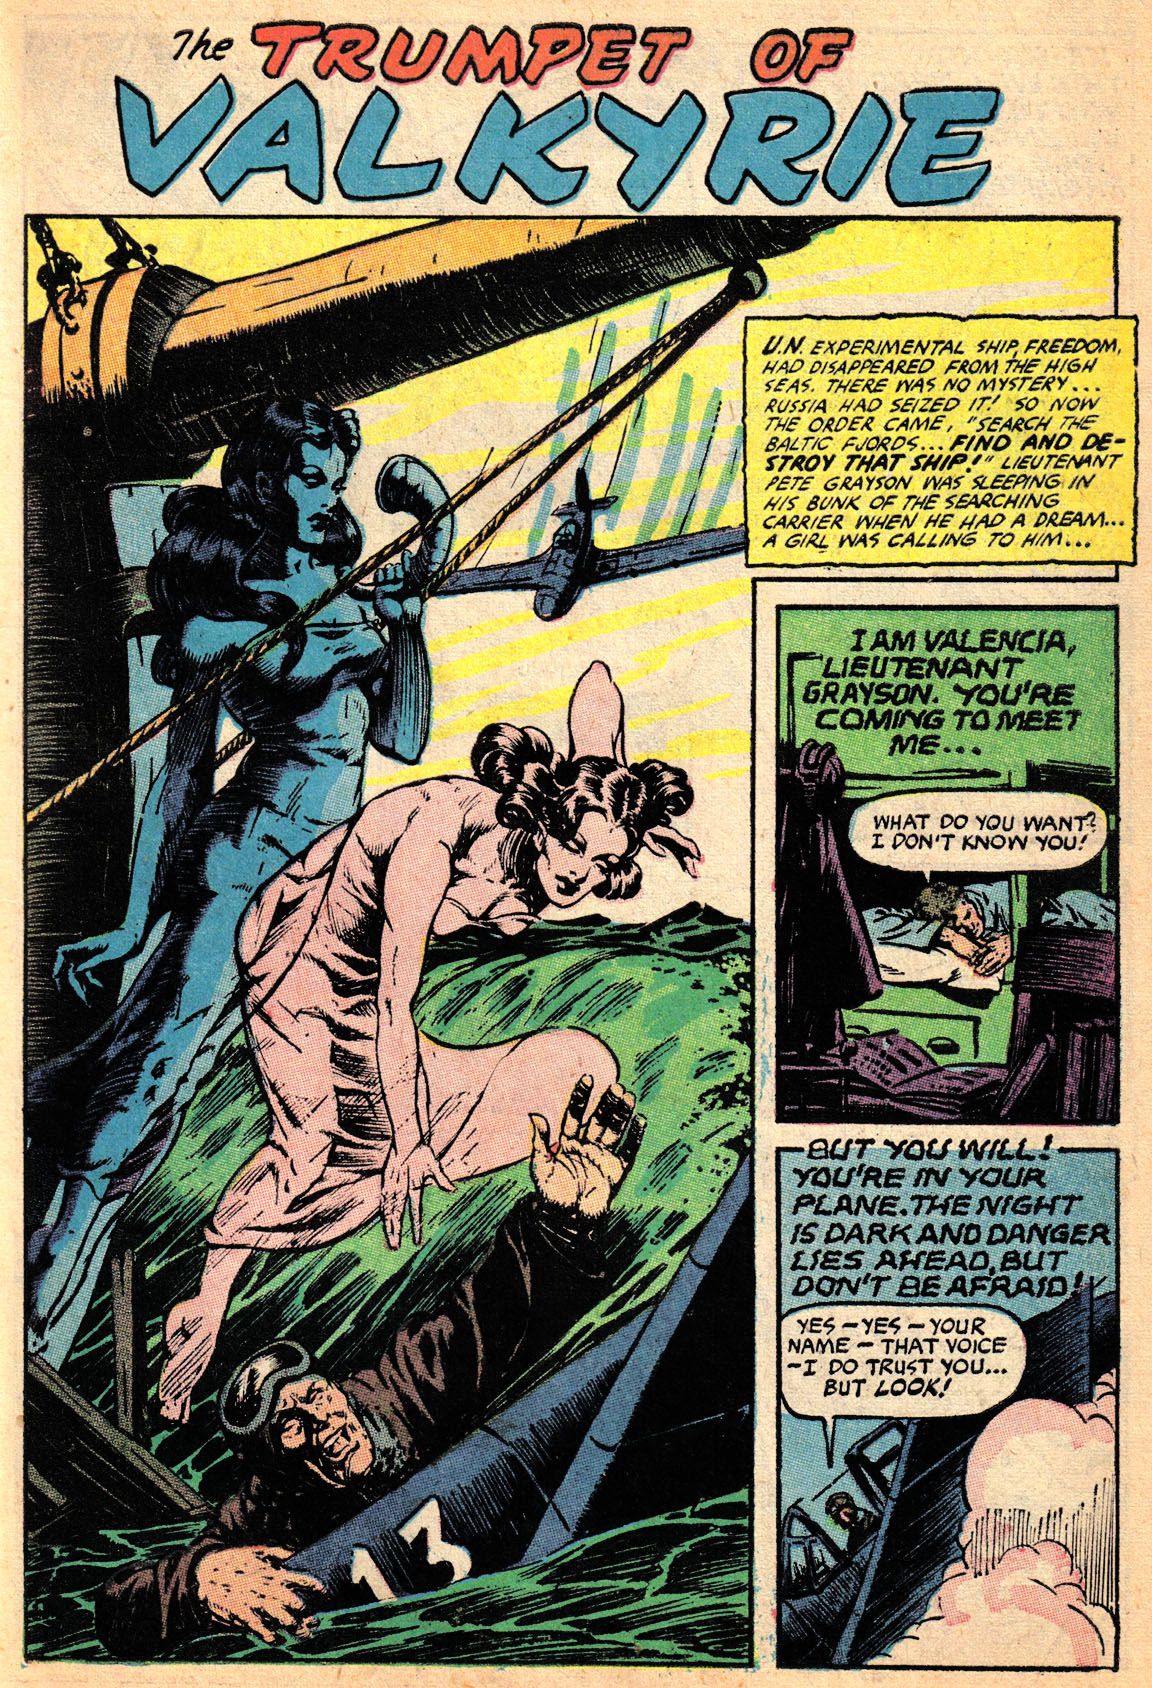 The TRUMPET OF
VALKYRIE
U.N. EXPERIMENTAL SHIP, FREEDOM,
HAD DISAPPEARED FROM THE HIGH
SEAS. THERE WAS NO MYSTERY...
RUSSIA HAD SEIZED IT! SO NOW
THE ORDER CAME, "SEARCH THE
BALTIC FJORDS... FIND AND DE-
STROY THAT SHIP!" LIEUTENANT
PETE GRAYSON WAS SLEEPING IN
HIS BUNK OF THE SEARCHING
CARRIER WHEN HE HAD A DREAM...
A GIRL WAS CALLING TO HIM...
I AM VALENCIA,
LIEUTENANT
GRAYSON. YOU'RE
COMING TO MEET
ME...
WHAT DO YOU WANT?
I DON'T KNOW YOU!
BUT YOU WILL!
YOU'RE IN YOUR
PLANE. THE NIGHT
IS DARK AND DANGER
LIES AHEAD, BUT
DON'T BE AFRAID!
YES - YES - YOUR
NAME - THAT VOICE
- I DO TRUST YOU...
BUT LOOK!
13